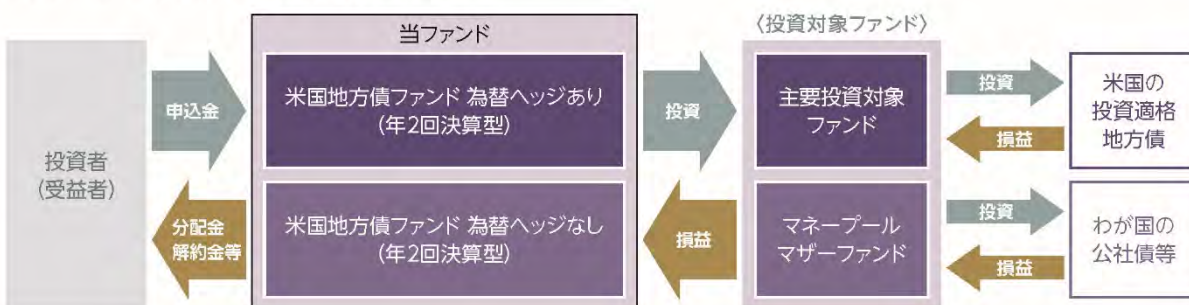 〈投資対象ファンド〉
当ファンド
投資者
(受益者)
申込金
分配金
解約金等
米国地方債ファンド 為替ヘッジあり
(年2回決算型)
米国地方債ファンド 為替ヘッジなし
(年2回決算型)
投資
損益
主要投資対象
ファンド
マネープール
マザーファンド
投資
損益
投資
損益
米国の
投資適格
地方債
わが国の
公社債等